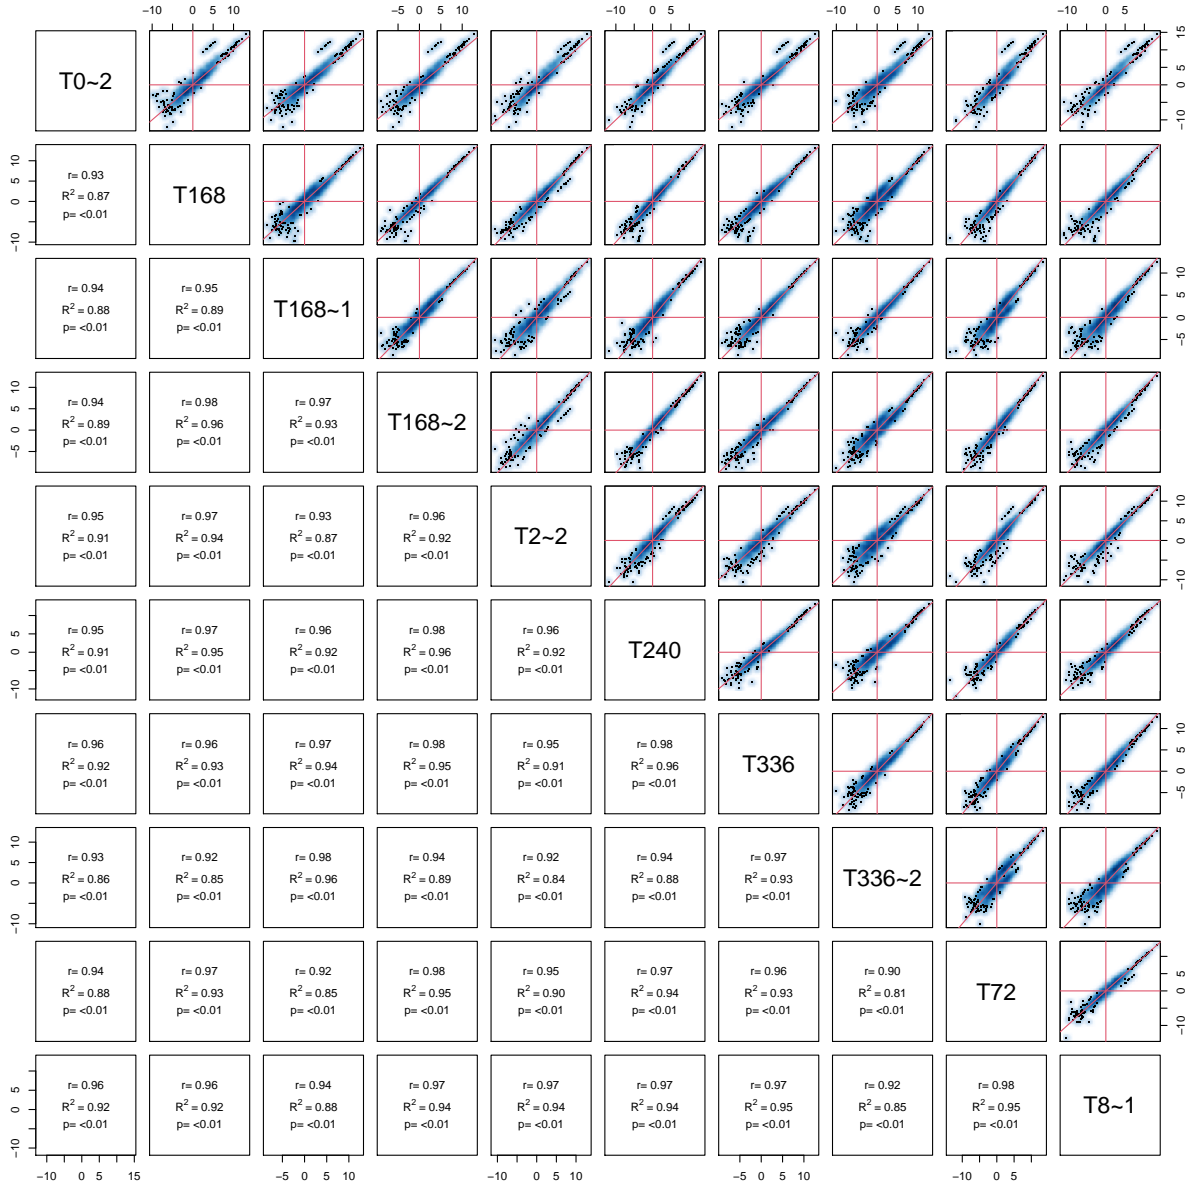 −10 0 5 10 −5 0 5 10 −10 0 5 10 −10 0 5 10 −10 0 5
T0~2 −10 0 5 10 15
−10 0 5 10 r= 0.93 T168
R2 = 0.87
p= <0.01
r= 0.94 r= 0.95 T168~1 −5 0 5 10
R2 = 0.88 R2 = 0.89
p= <0.01 p= <0.01
−5 0 5 10 r= 0.94 r= 0.98 r= 0.97 T168~2
R2 = 0.89 R2 = 0.96 R2 = 0.93
p= <0.01 p= <0.01 p= <0.01
r= 0.95 r= 0.97 r= 0.93 r= 0.96 T2~2 −10 0 5 10
R2 = 0.91 R2 = 0.94 R2 = 0.87 R2 = 0.92
p= <0.01 p= <0.01 p= <0.01 p= <0.01
−10 0 5 r= 0.95 r= 0.97 r= 0.96 r= 0.98 r= 0.96 T240
R2 = 0.91 R2 = 0.95 R2 = 0.92 R2 = 0.96 R2 = 0.92
p= <0.01 p= <0.01 p= <0.01 p= <0.01 p= <0.01
r= 0.96 r= 0.96 r= 0.97 r= 0.98 r= 0.95 r= 0.98 T336 −5 0 5 10
R2 = 0.92 R2 = 0.93 R2 = 0.94 R2 = 0.95 R2 = 0.91 R2 = 0.96
p= <0.01 p= <0.01 p= <0.01 p= <0.01 p= <0.01 p= <0.01
−10 0 5 10 r= 0.93 r= 0.92 r= 0.98 r= 0.94 r= 0.92 r= 0.94 r= 0.97 T336~2
R2 = 0.86 R2 = 0.85 R2 = 0.96 R2 = 0.89 R2 = 0.84 R2 = 0.88 R2 = 0.93
p= <0.01 p= <0.01 p= <0.01 p= <0.01 p= <0.01 p= <0.01 p= <0.01
r= 0.94 r= 0.97 r= 0.92 r= 0.98 r= 0.95 r= 0.97 r= 0.96 r= 0.90 T72 −10 0 5
R2 = 0.88 R2 = 0.93 R2 = 0.85 R2 = 0.95 R2 = 0.90 R2 = 0.94 R2 = 0.93 R2 = 0.81
p= <0.01 p= <0.01 p= <0.01 p= <0.01 p= <0.01 p= <0.01 p= <0.01 p= <0.01
−10 0 5 r= 0.96 r= 0.96 r= 0.94 r= 0.97 r= 0.97 r= 0.97 r= 0.97 r= 0.92 r= 0.98 T8~1
R2 = 0.92 R2 = 0.92 R2 = 0.88 R2 = 0.94 R2 = 0.94 R2 = 0.94 R2 = 0.95 R2 = 0.85 R2 = 0.95
p= <0.01 p= <0.01 p= <0.01 p= <0.01 p= <0.01 p= <0.01 p= <0.01 p= <0.01 p= <0.01
−10 0 5 15 −5 0 5 10 −10 0 5 10 −5 0 5 10 −10 0 5